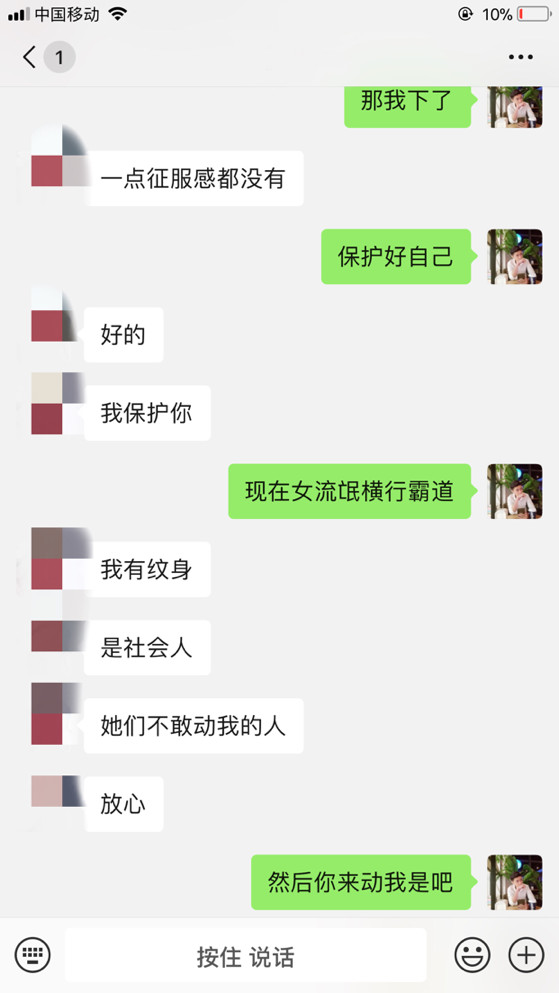 中国移动
10%
1
那我下了
一点征服感都没有
保护好自己
好的
我保护你
现在女流氓横行霸道
我有纹身
是社会人
她们不敢动我的人
放心
然后你来动我是吧
按住 说话